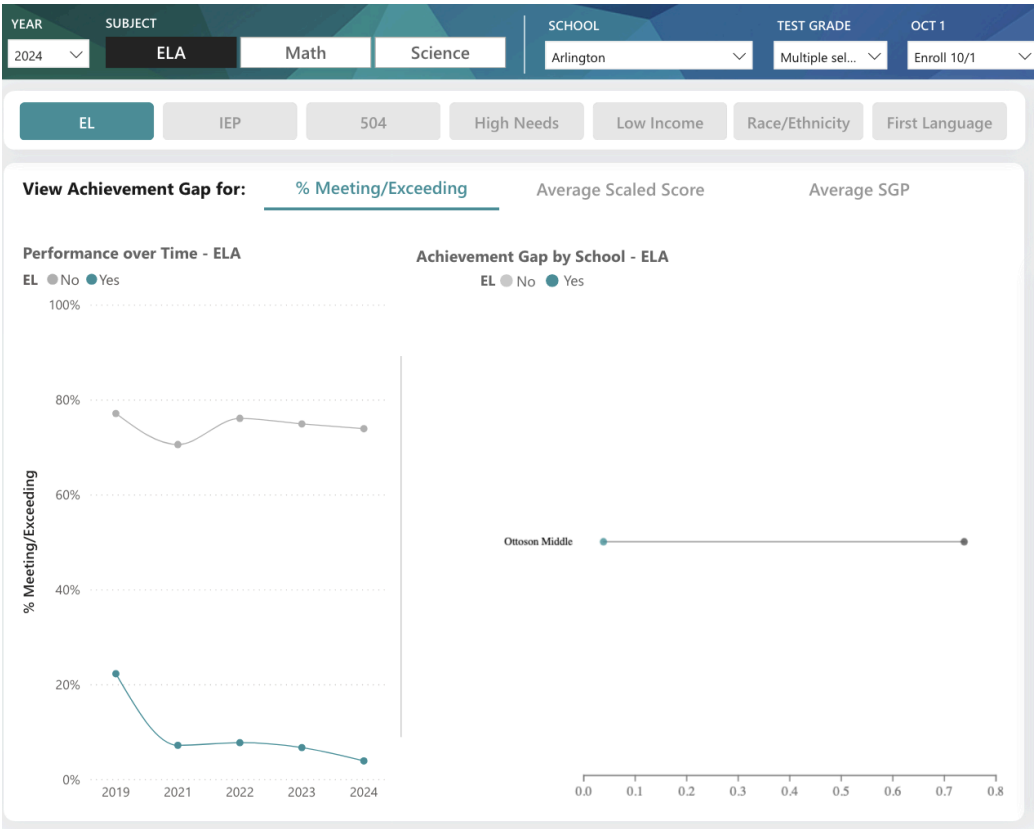 YEAR SUBJECT SCHOOL TEST GRADE OCT 1
2024 ELA Math Science Arlington Multiple sel... Enroll 10/1
EL IEP 504 High Needs Low Income Race/Ethnicity First Language
View Achievement Gap for: % Meeting/Exceeding Average Scaled Score Average SGP
Performance over Time - ELA
EL No Yes
100%
80%
60%
40%
20%
0%
% Meeting/Exceeding
2019 2021 2022 2023 2024
Achievement Gap by School - ELA
EL No Yes
Ottoson Middle
0.0 0.1 0.2 0.3 0.4 0.5 0.6 0.7 0.8